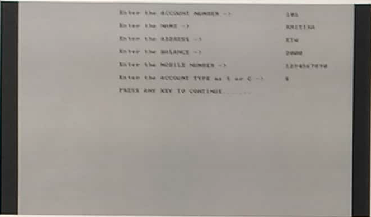 Enter the ACCOUNT NUMBER -> 101
Enter the NAME ->
Enter the ADDRESS ->
Enter the BALANCE ->
Enter the MOBILE NUMBER ->
Enter the ACCOUNT TYPE as S or C ->
PRESS ANY KEY TO CONTINUE.......